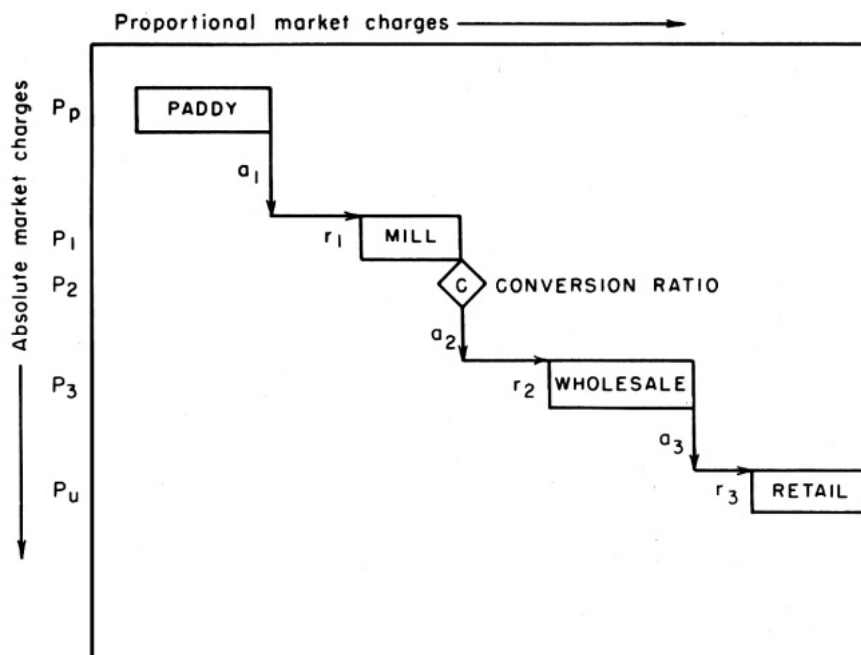 Proportional market charges
Absolute market charges
Pp
PADDY
a1
P1
r1
MILL
P2
C
CONVERSION RATIO
a2
P3
r2
WHOLESALE
a3
Pu
r3
RETAIL